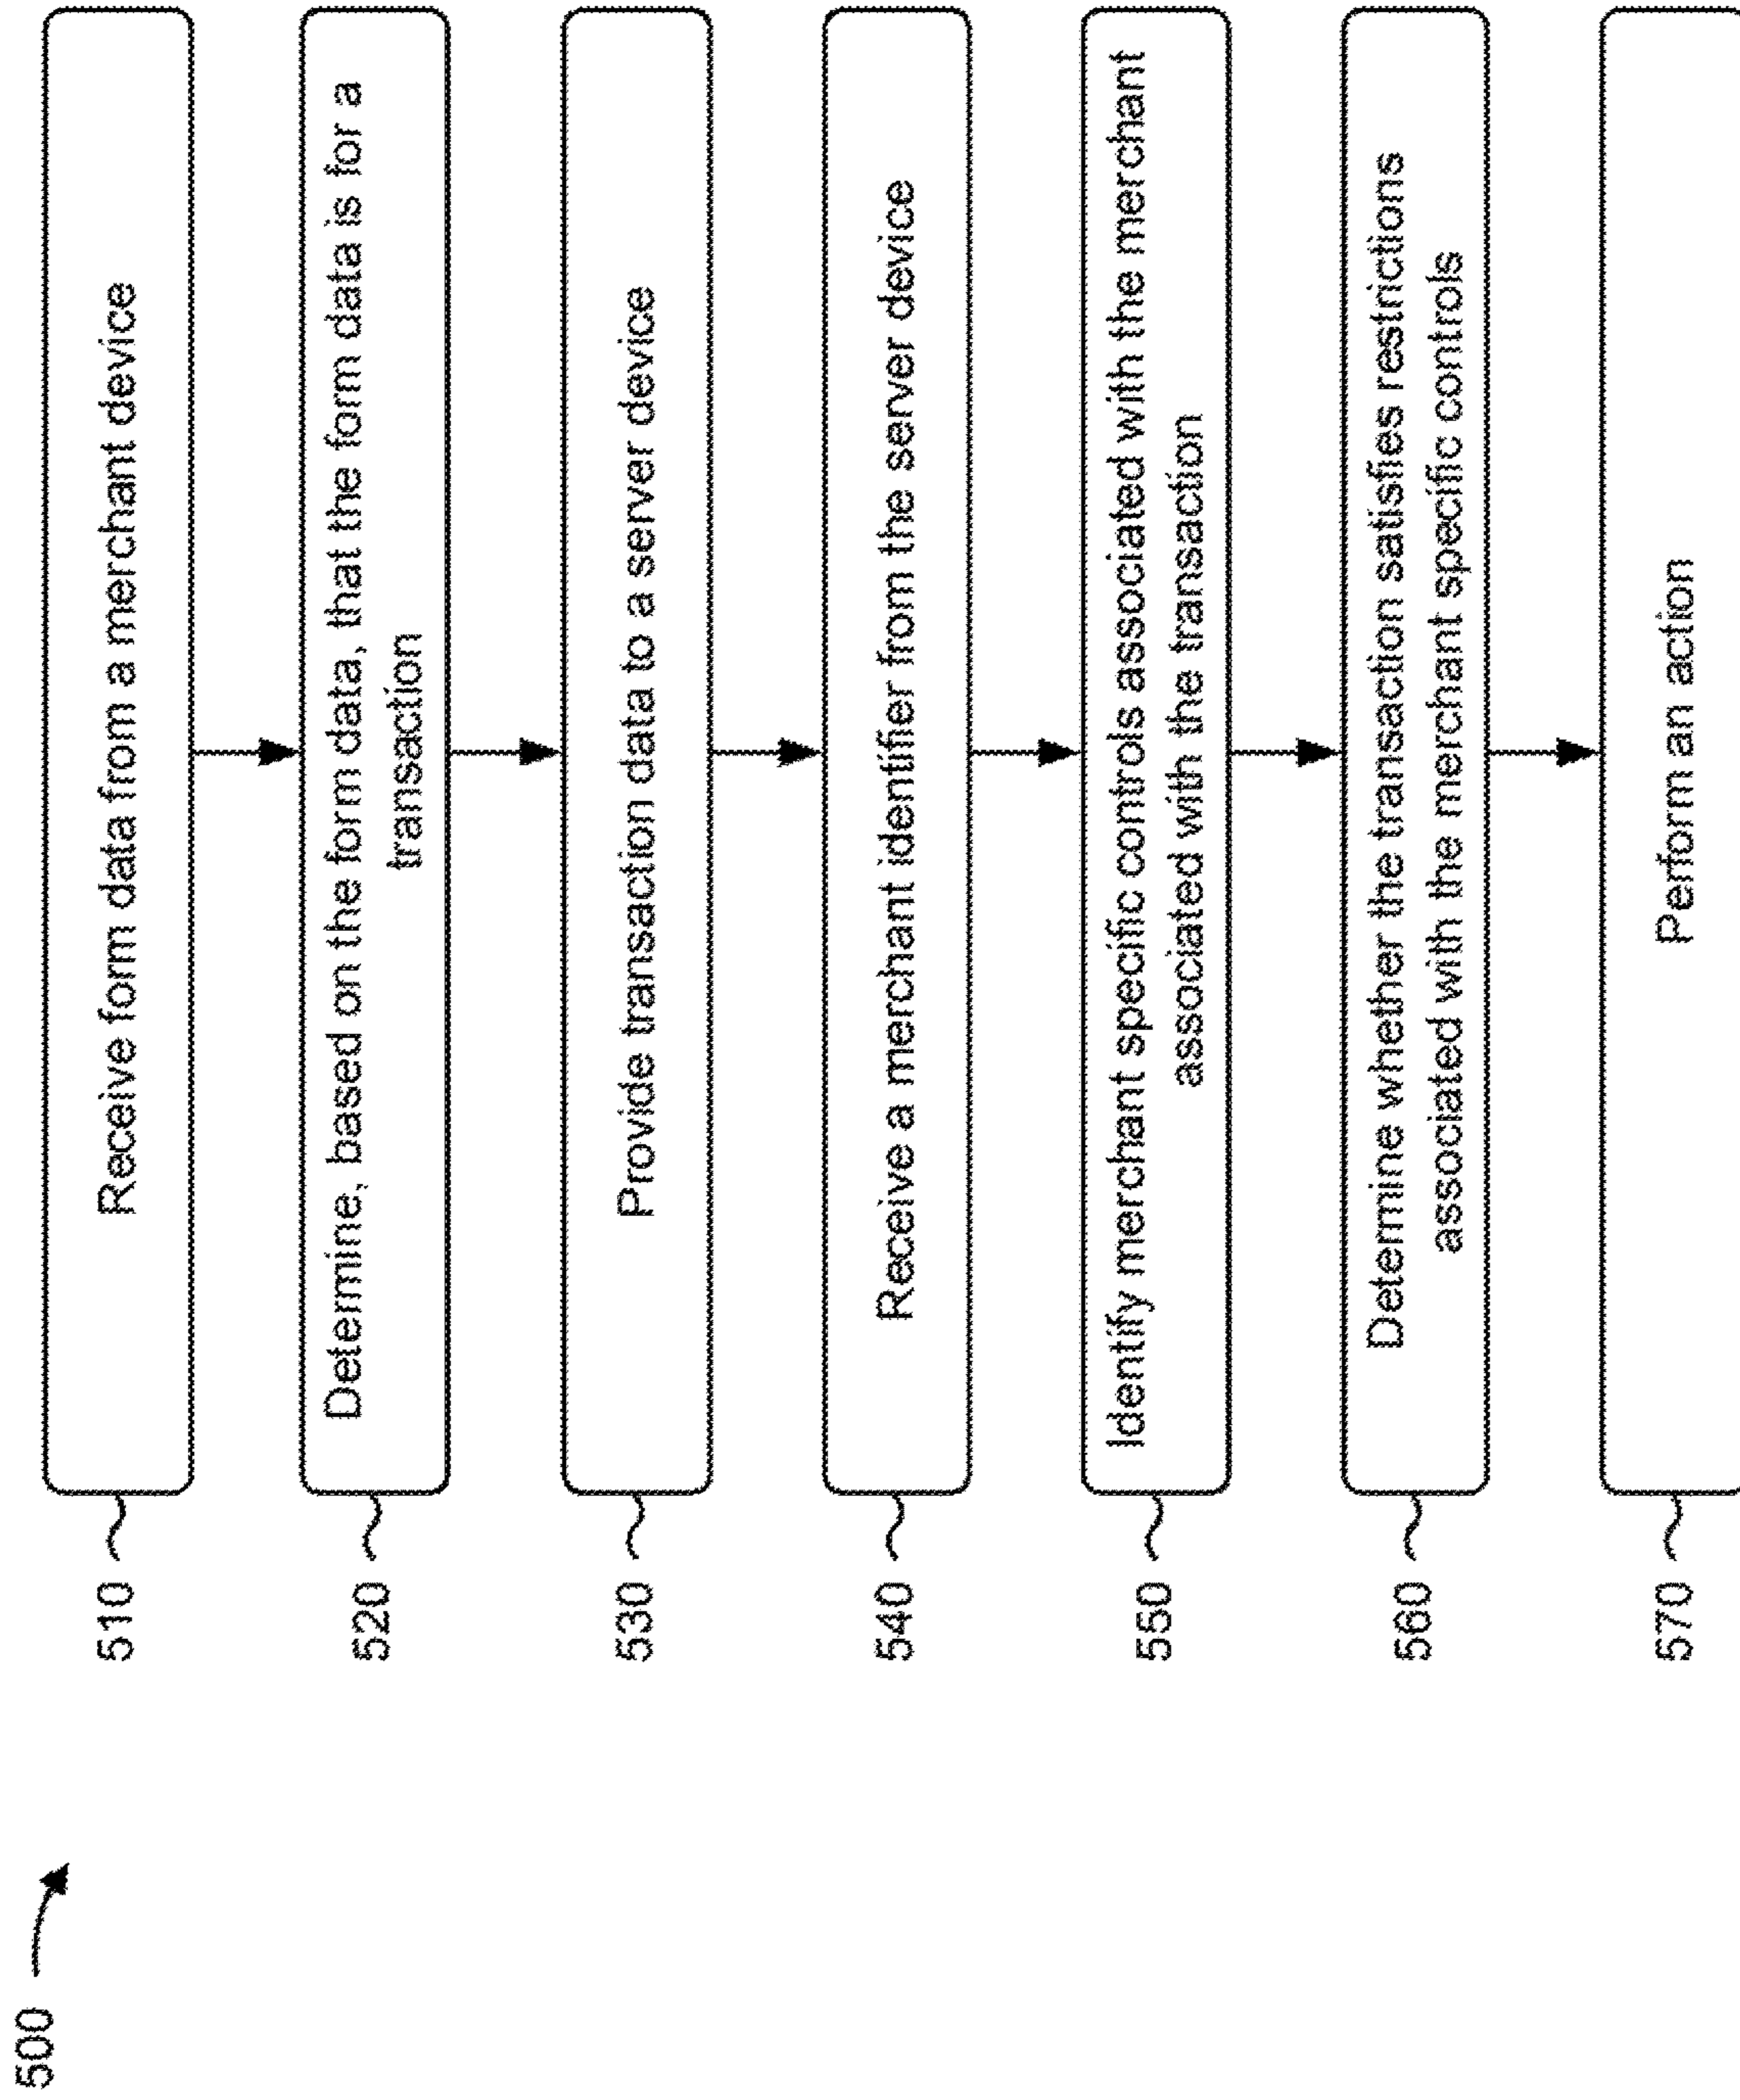 500
510
Receive form data from a merchant device
520
Determine, based on the form data, that the form data is for a
transaction
530
Provide transaction data to a server device
540
Receive a merchant identifier from the server device
550
Identify merchant specific controls associated with the merchant
associated with the transaction
560
Determine whether the transaction satisfies restrictions
associated with the merchant specific controls
570
Perform an action